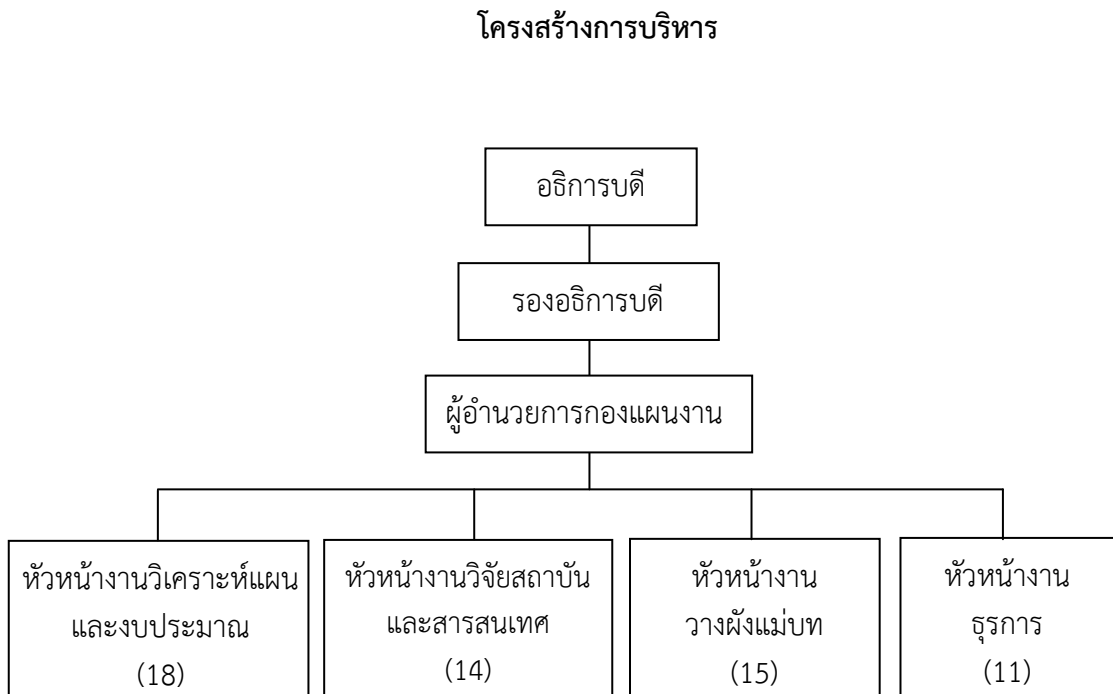 โครงสร้างการบริหาร
อธิการบดี
รองอธิการบดี
ผู้อำนวยการกองแผนงาน
หัวหน้างานวิเคราะห์แผน
และงบประมาณ
(18)
หัวหน้างานวิจัยสถาบัน
และสารสนเทศ
(14)
หัวหน้างาน
วางผังแม่บท
(15)
หัวหน้างาน
ธุรการ
(11)